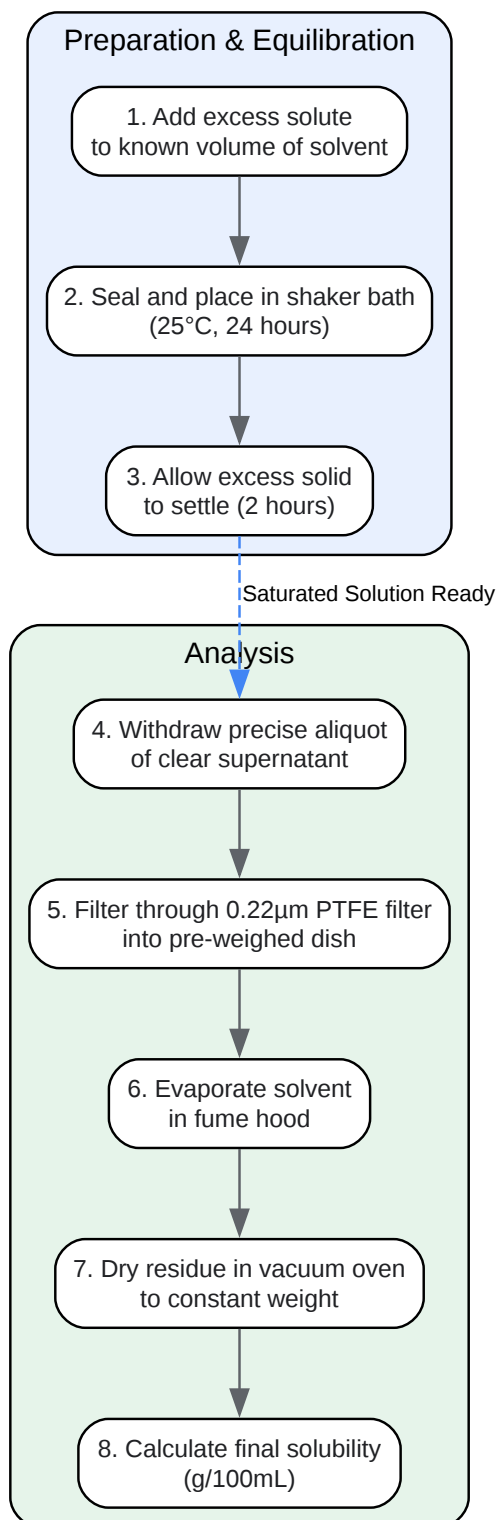 Preparation & Equilibration
1. Add excess solute
to known volume of solvent
2. Seal and place in shaker bath
(25°C, 24 hours)
3. Allow excess solid
to settle (2 hours)
Saturated Solution Ready
Analysis
4. Withdraw precise aliquot
of clear supernatant
5. Filter through 0.22µm PTFE filter
into pre-weighed dish
6. Evaporate solvent
in fume hood
7. Dry residue in vacuum oven
to constant weight
8. Calculate final solubility
(g/100mL)